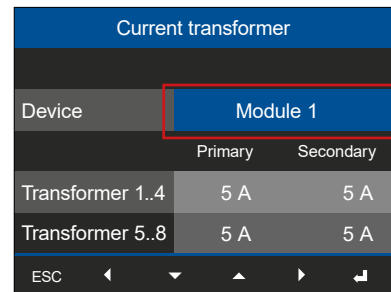 Current transformer
Device Module 1
Primary Secondary
Transformer 1..4 5 A 5 A
Transformer 5..8 5 A 5 A
ESC